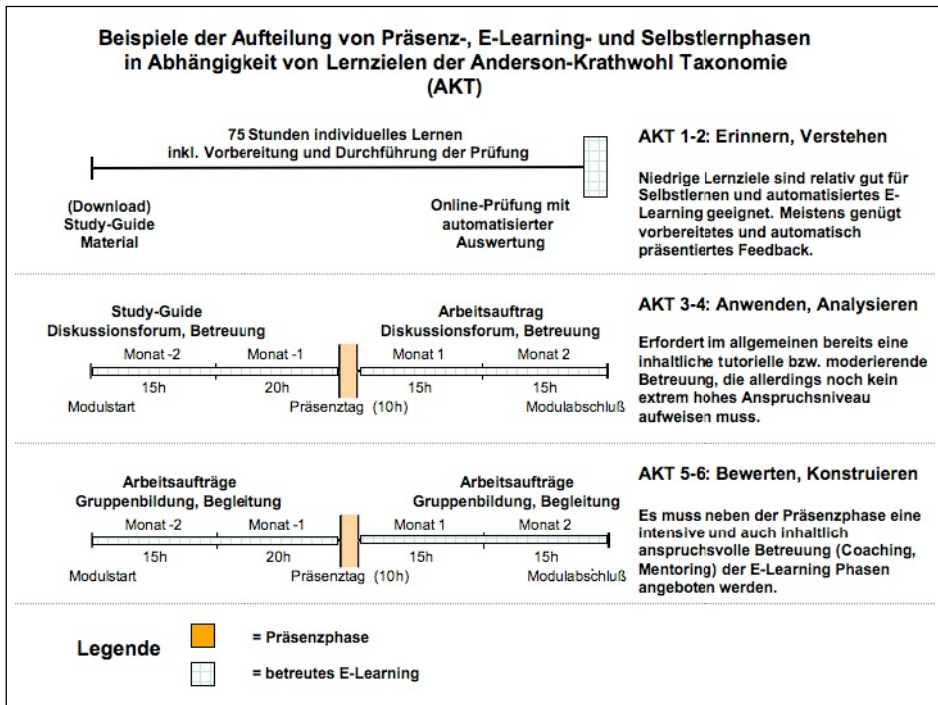 Beispiele der Aufteilung von Präsenz-, E-Learning- und Selbstlernphasen
in Abhängigkeit von Lernzielen der Anderson-Krathwohl Taxonomie
(AKT)
75 Stunden individuelles Lernen
inkl. Vorbereitung und Durchführung der Prüfung
(Download)
Study-Guide
Material
Online-Prüfung mit
automatisierter
Auswertung
AKT 1-2: Erinnern, Verstehen
Niedrige Lernziele sind relativ gut für
Selbstlernen und automatisiertes E-
Learning geeignet. Meistens genügt
vorbereitetes und automatisch
präsentiertes Feedback.
Study-Guide
Diskussionsforum, Betreuung
Arbeitsauftrag
Diskussionsforum, Betreuung
Monat -2 Monat -1 Monat 1 Monat 2
15h 20h 15h 15h
Modulstart Präsenztag (10h) Modulabschluß
AKT 3-4: Anwenden, Analysieren
Erfordert im allgemeinen bereits eine
inhaltliche tutorielle bzw. moderierende
Betreuung, die allerdings noch kein
extrem hohes Anspruchsniveau
aufweisen muss.
Arbeitsaufträge
Gruppenbildung, Begleitung
Arbeitsaufträge
Gruppenbildung, Begleitung
Monat -2 Monat -1 Monat 1 Monat 2
15h 20h 15h 15h
Modulstart Präsenztag (10h) Modulabschluß
AKT 5-6: Bewerten, Konstruieren
Es muss neben der Präsenzphase eine
intensive und auch inhaltlich
anspruchsvolle Betreuung (Coaching,
Mentoring) der E-Learning Phasen
angeboten werden.
Legende
= Präsenzphase
= betreutes E-Learning